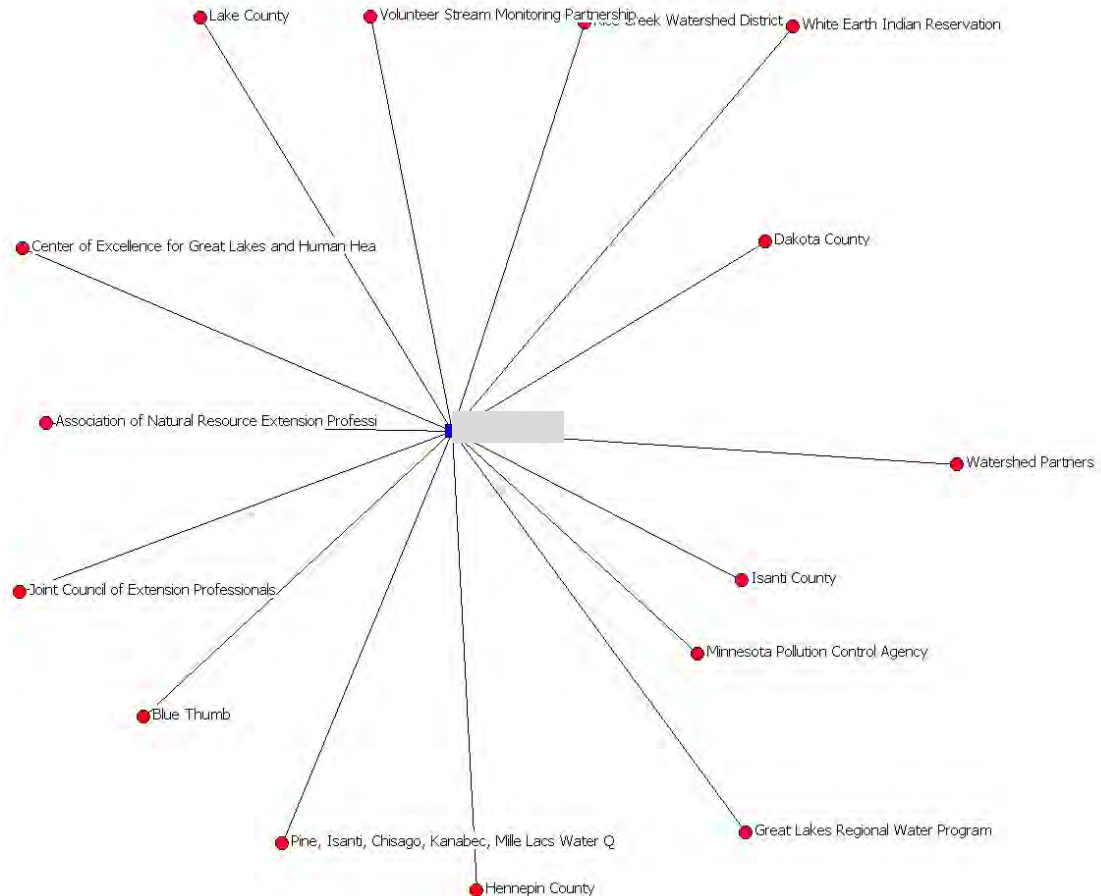 Lake County
Volunteer Stream Monitoring Partnership
Creek Watershed District
White Earth Indian Reservation
Dakota County
Center of Excellence for Great Lakes and Human Hea
Association of Natural Resource Extension Professi
Watershed Partners
Isanti County
Joint Council of Extension Professionals
Minnesota Pollution Control Agency
Blue Thumb
Great Lakes Regional Water Program
Pine, Isanti, Chisago, Kanabec, Mille Lacs Water Q
Hennepin County